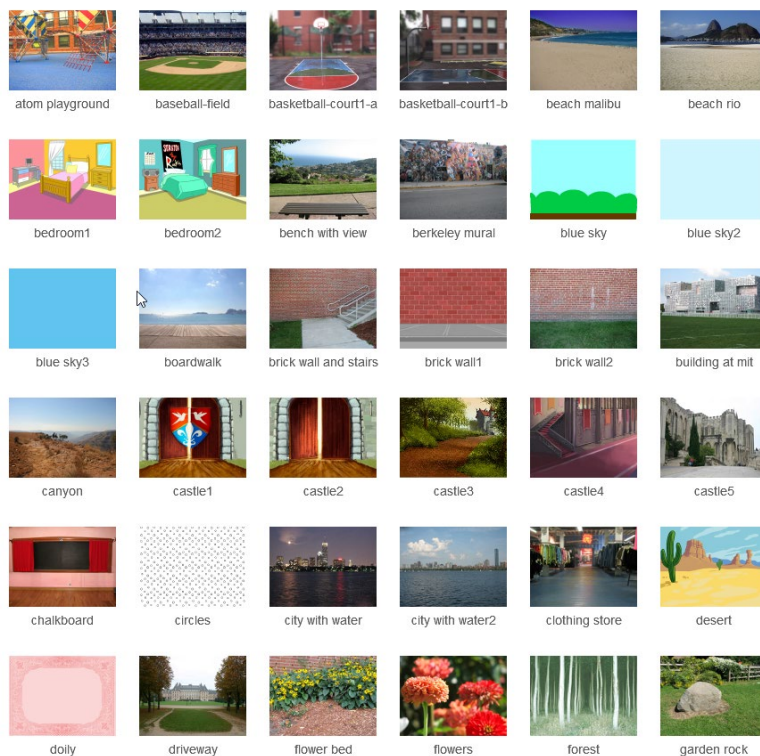 atom playground
baseball-field
basketball-court1-a
basketball-court1-b
beach malibu
beach rio
bedroom1
bedroom2
bench with view
berkeley mural
blue sky
blue sky2
blue sky3
boardwalk
brick wall and stairs
brick wall1
brick wall2
building at mit
canyon
castle1
castle2
castle3
castle4
castle5
chalkboard
circles
city with water
city with water2
clothing store
desert
doily
driveway
flower bed
flowers
forest
garden rock